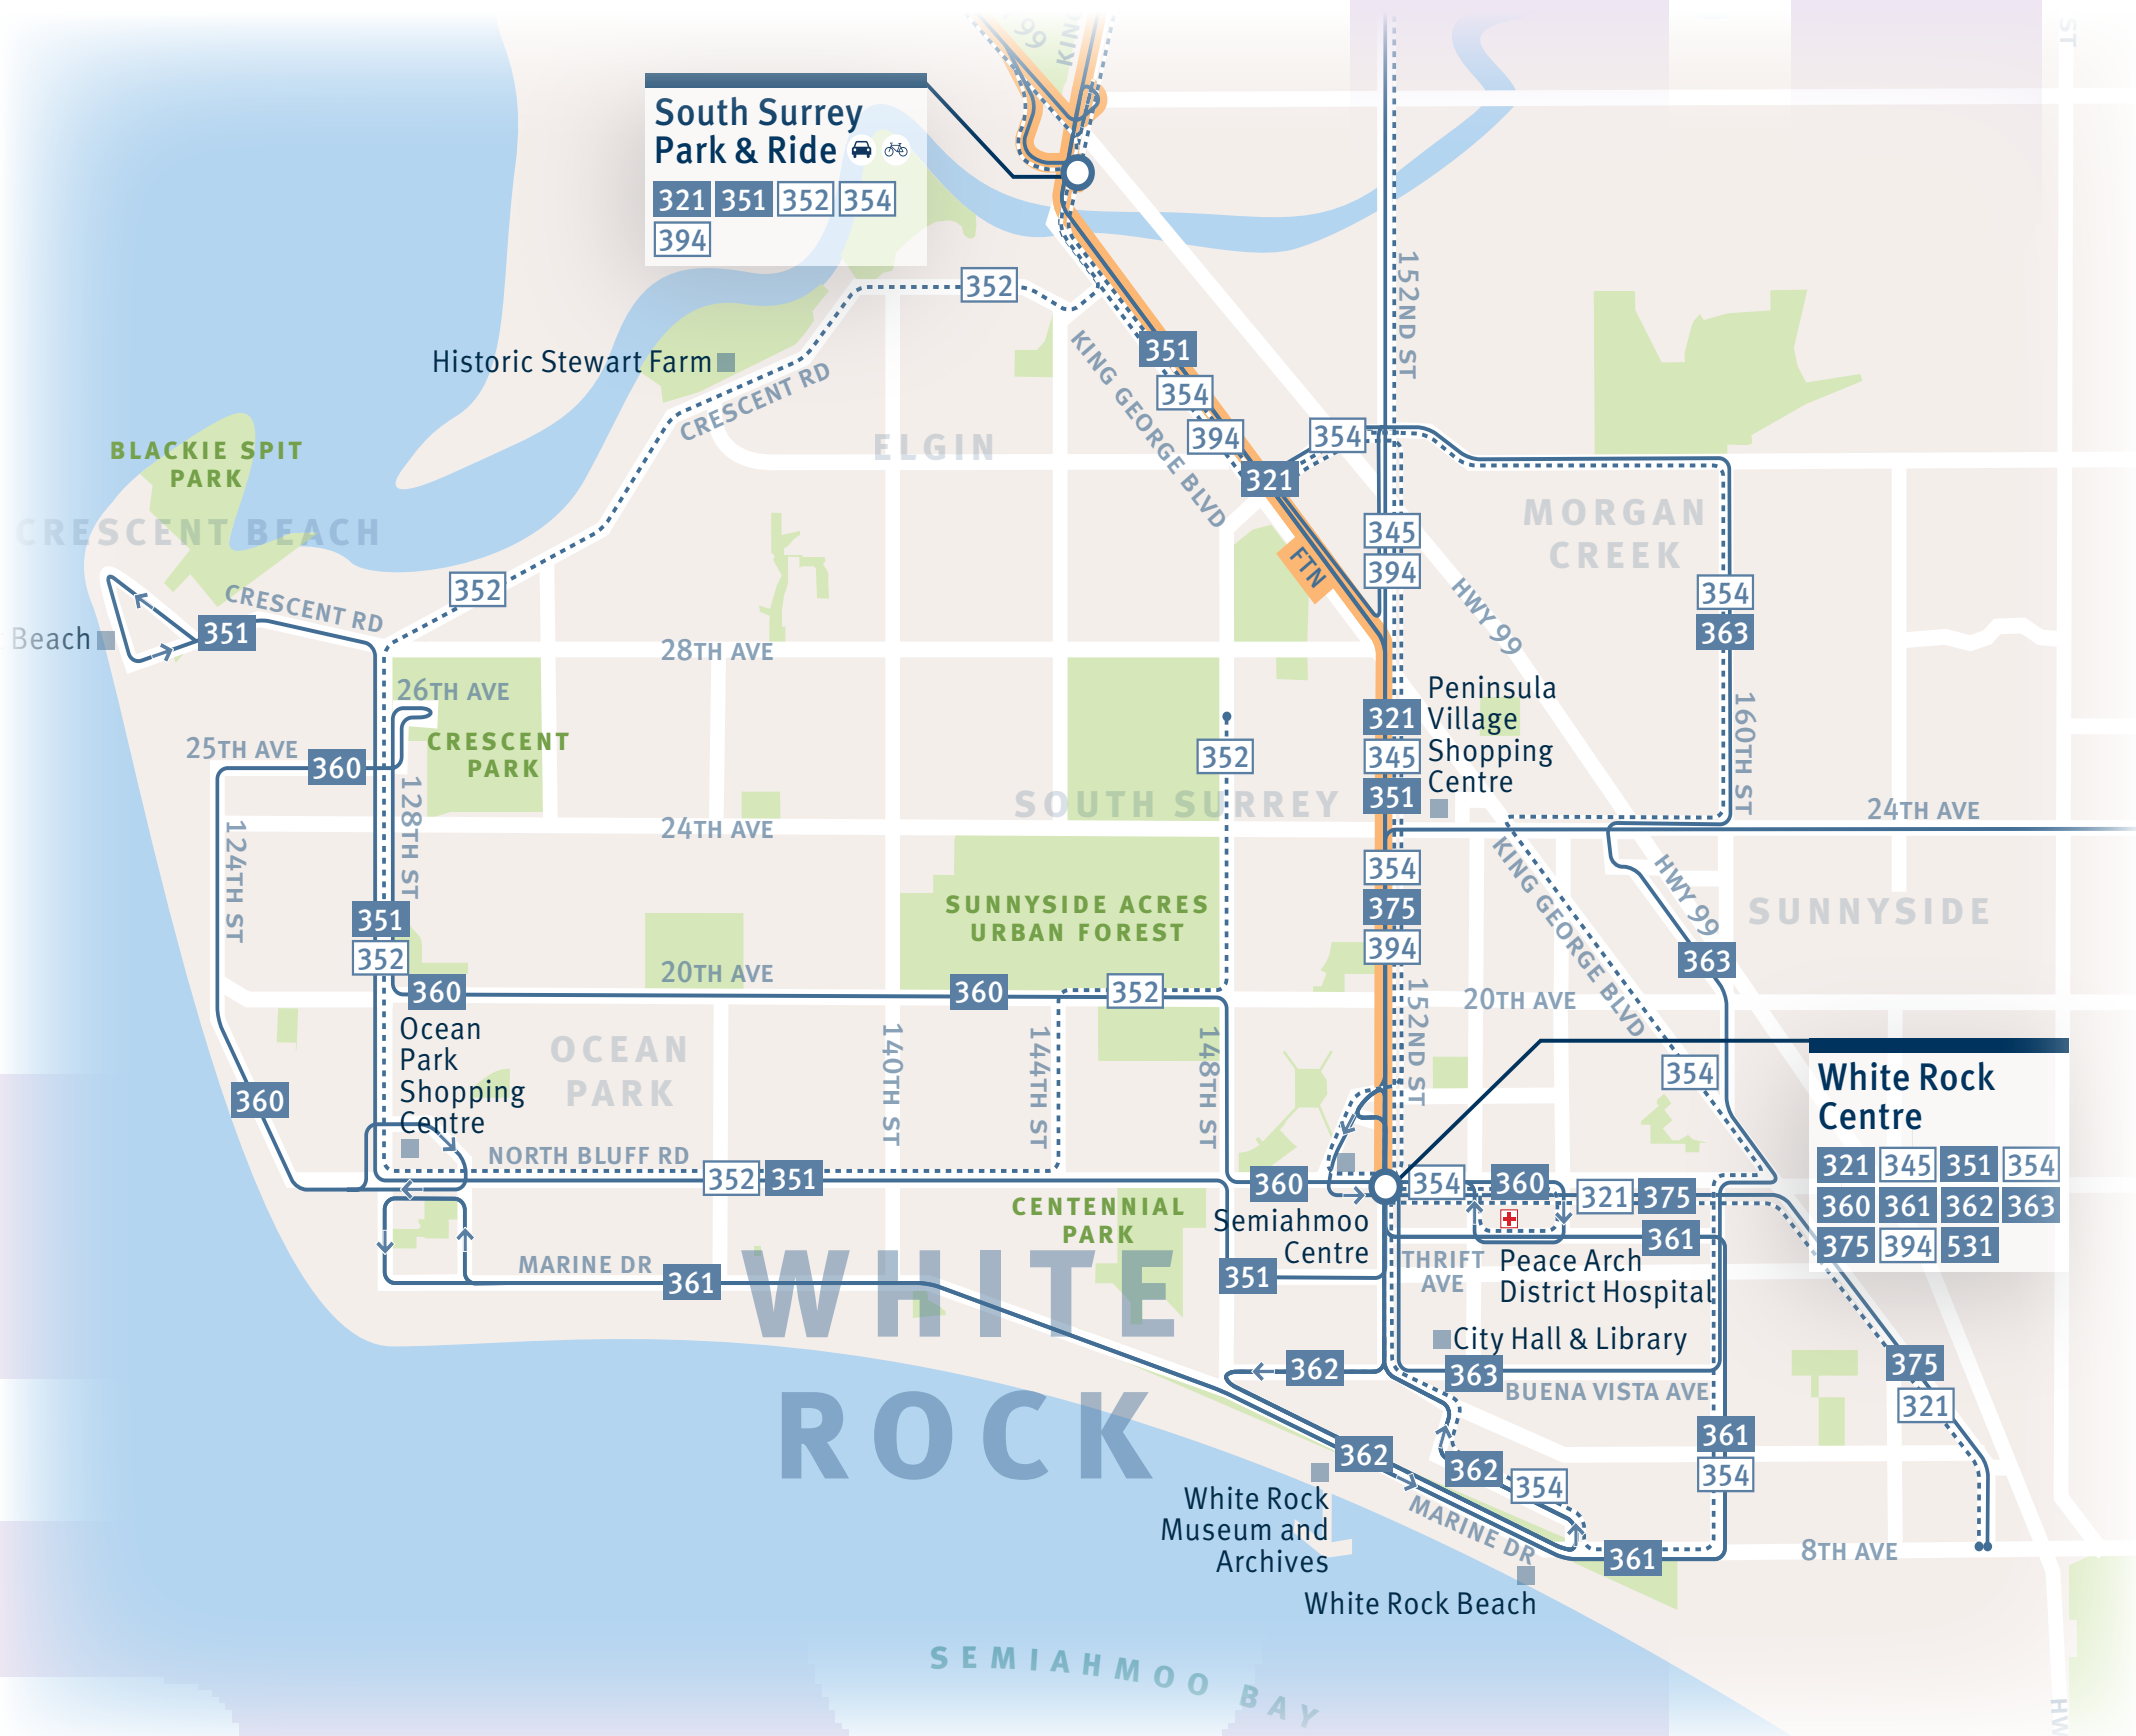 99
KIN
ST
South Surrey
Park & Ride
321 351 352 354
394
352
152ND ST
Historic Stewart Farm
CRESCENT RD
KING GEORGE BLVD
351
354
394
321
354
ELGIN
BLACKIE SPIT
PARK
CRESCENT BEACH
MORGAN
CREEK
345
394
FTN
HWY 99
354
363
352
CRESCENT RD
351
Beach
28TH AVE
26TH AVE
25TH AVE
360
CRESCENT
PARK
128TH ST
124TH ST
352
321
345
351
Peninsula
Village
Shopping
Centre
160TH ST
SOUTH SURREY
24TH AVE
24TH AVE
354
375
394
KING GEORGE BLVD
HWY 99
SUNNYSIDE
SUNNYSIDE ACRES
URBAN FOREST
351
352
360
20TH AVE
360
352
152ND ST
20TH AVE
363
Ocean
Park
Shopping
Centre
OCEAN
PARK
140TH ST
144TH ST
148TH ST
360
354
White Rock
Centre
321 345 351 354
360 361 362 363
375 394 531
NORTH BLUFF RD
352 351
360
354
360
321 375
CENTENNIAL
PARK
Semiahmoo
Centre
351
THRIFT
AVE
361
Peace Arch
District Hospital
MARINE DR
361
WHITE
ROCK
City Hall & Library
362
363
BUENA VISTA AVE
375
321
362
362
354
361
354
White Rock
Museum and
Archives
MARINE DR
361
8TH AVE
White Rock Beach
SEMIAHMOO BAY
HW